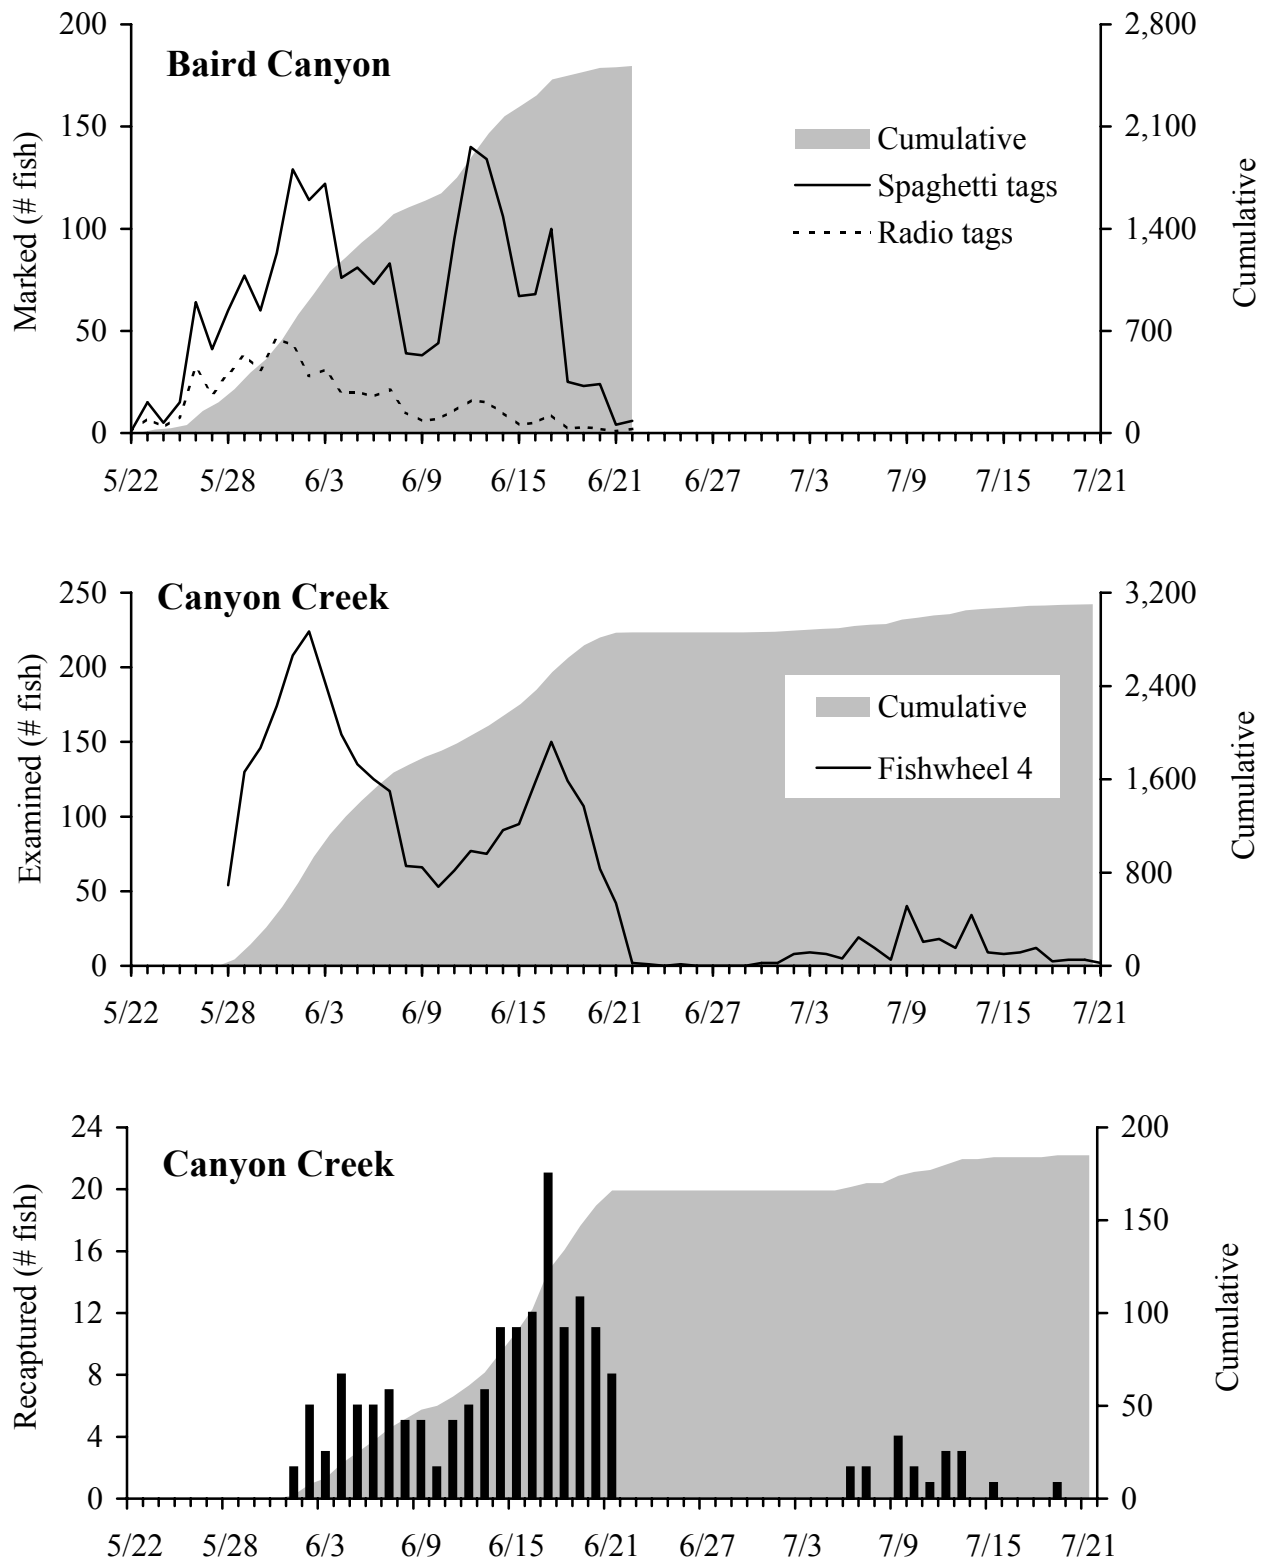 Baird Canyon
Marked (# fish)
200
150
100
50
0
2,800
2,100
1,400
700
0
Cumulative
Cumulative
Spaghetti tags
Radio tags
5/22 5/28 6/3 6/9 6/15 6/21 6/27 7/3 7/9 7/15 7/21
Canyon Creek
Examined (# fish)
250
200
150
100
50
0
3,200
2,400
1,600
800
0
Cumulative
Cumulative
Fishwheel 4
5/22 5/28 6/3 6/9 6/15 6/21 6/27 7/3 7/9 7/15 7/21
Canyon Creek
Recaptured (# fish)
24
20
16
12
8
4
0
200
150
100
50
0
Cumulative
5/22 5/28 6/3 6/9 6/15 6/21 6/27 7/3 7/9 7/15 7/21